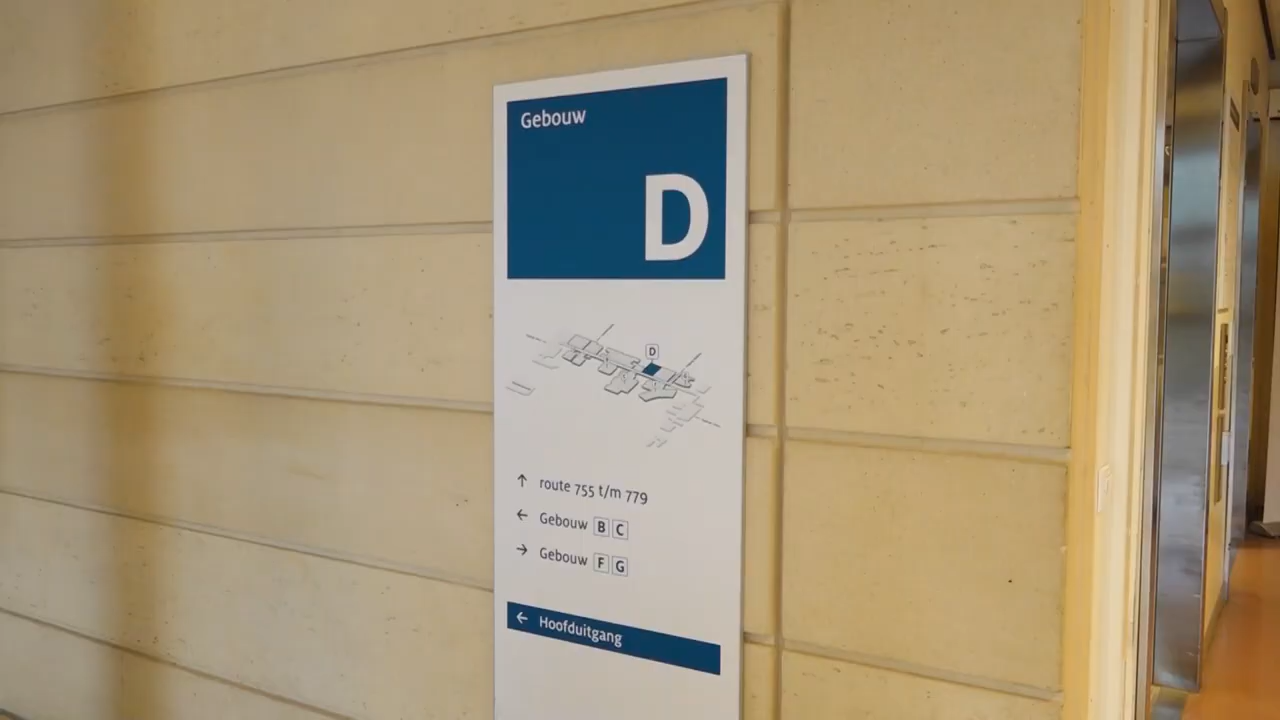 Gebouw
D
D
↑ route 755 t/m 779
← Gebouw B C
→ Gebouw F G
← Hoofduitgang